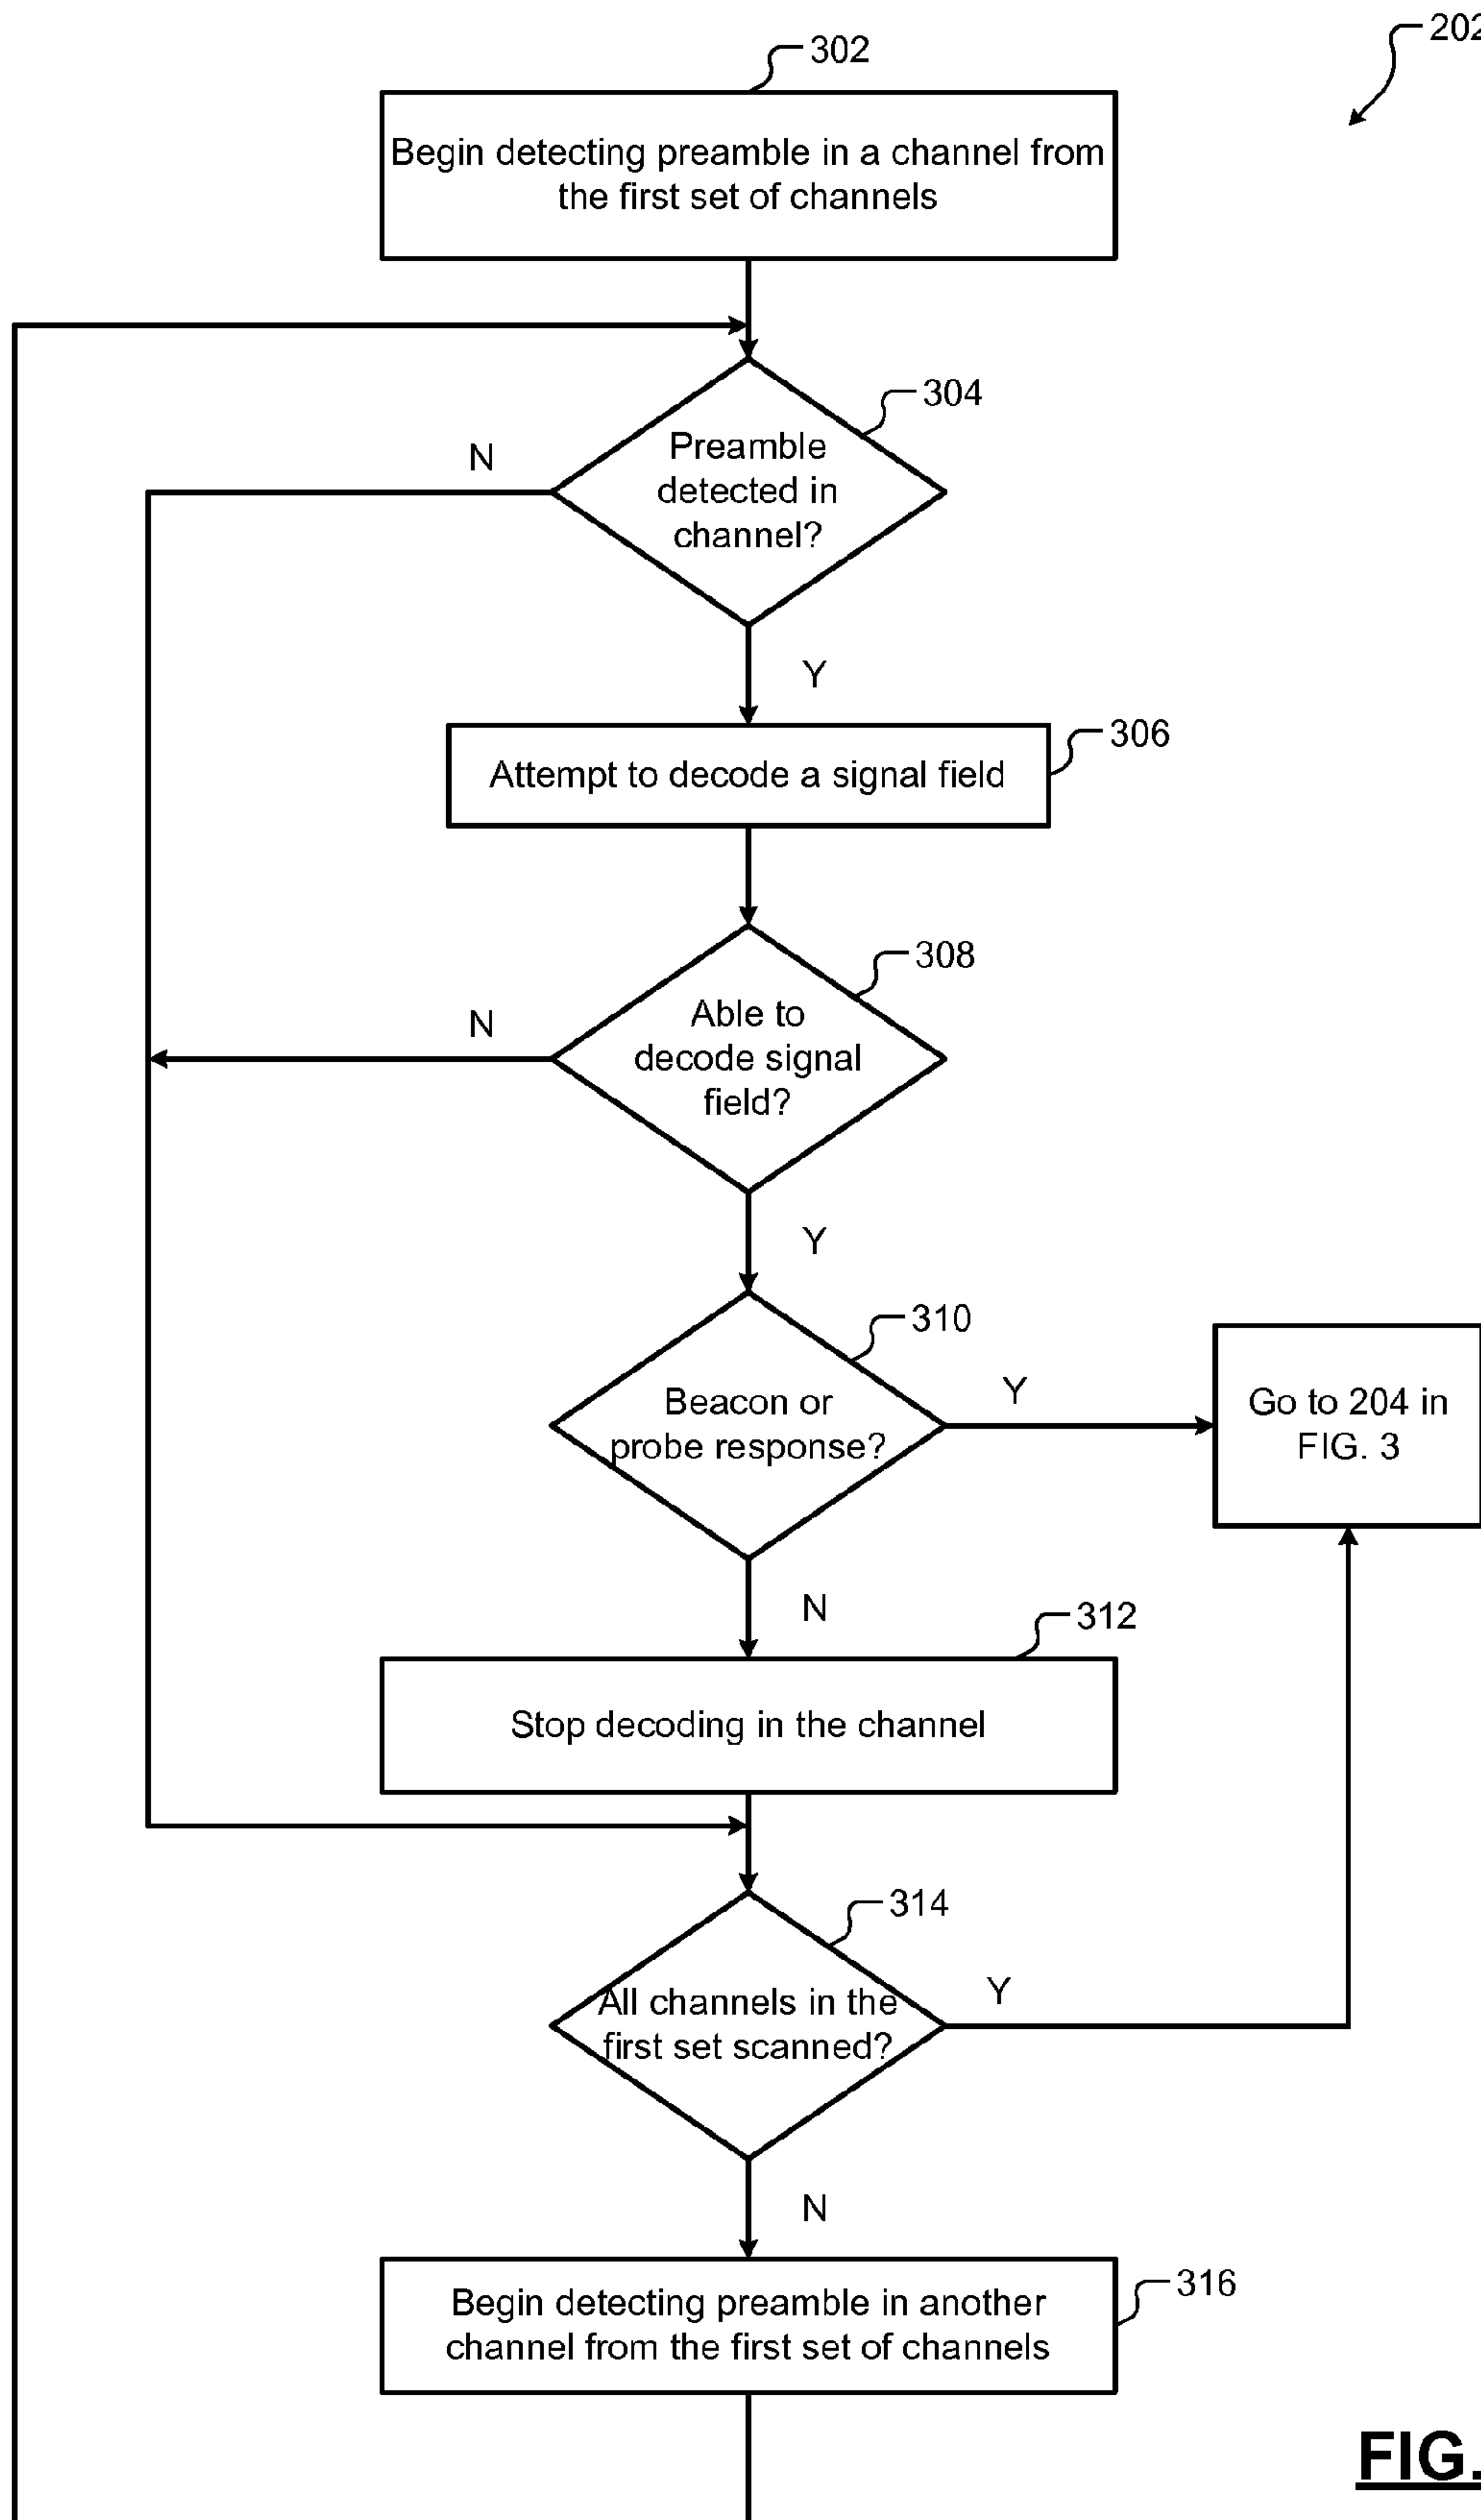 302
202
Begin detecting preamble in a channel from
the first set of channels
304
N
Preamble
detected in
channel?
Y
306
Attempt to decode a signal field
308
N
Able to
decode signal
field?
Y
310
Beacon or
probe response?
Y
Go to 204 in
FIG. 3
N
312
Stop decoding in the channel
314
All channels in the
first set scanned?
Y
N
316
Begin detecting preamble in another
channel from the first set of channels
FIG.